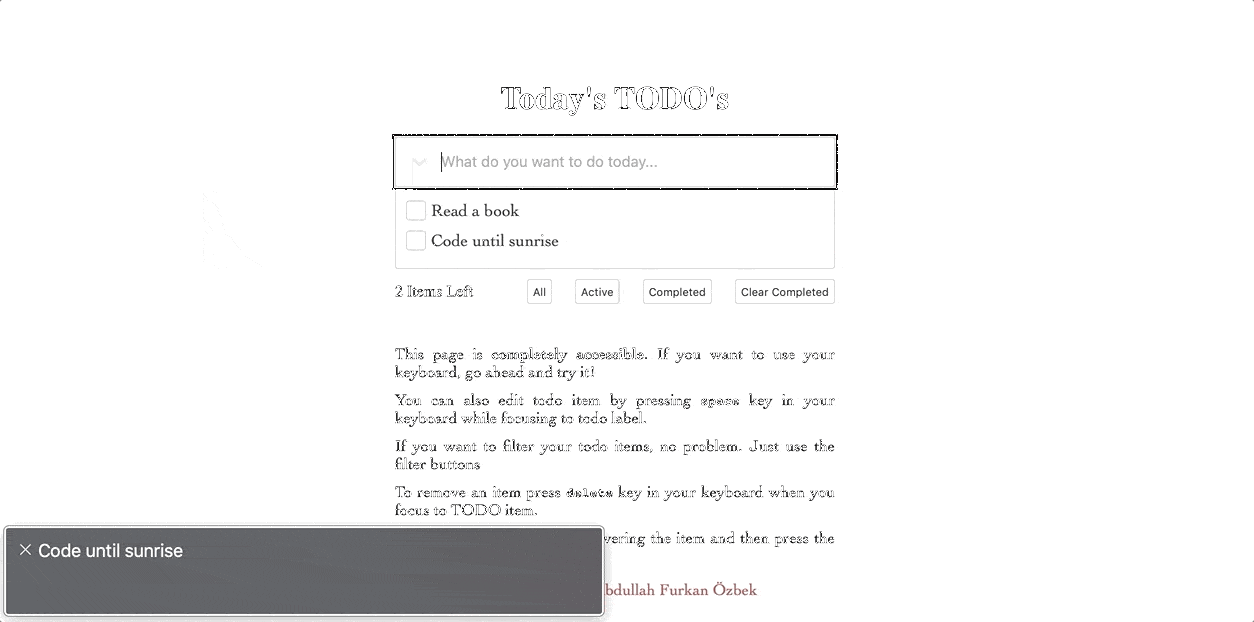 Today's TODO's
What do you want to do today...
Read a book
Code until sunrise
2 Items Left
All
Active
Completed
Clear Completed
This page is completely accessible. If you want to use your
keyboard, go ahead and try it!
You can also edit todo item by pressing space key in your
keyboard while focusing to todo label.
If you want to filter your todo items, no problem. Just use the
filter buttons
To remove an item press delete key in your keyboard when you
focus to TODO item.
vering the item and then press the
bdullah Furkan Özbek
Code until sunrise